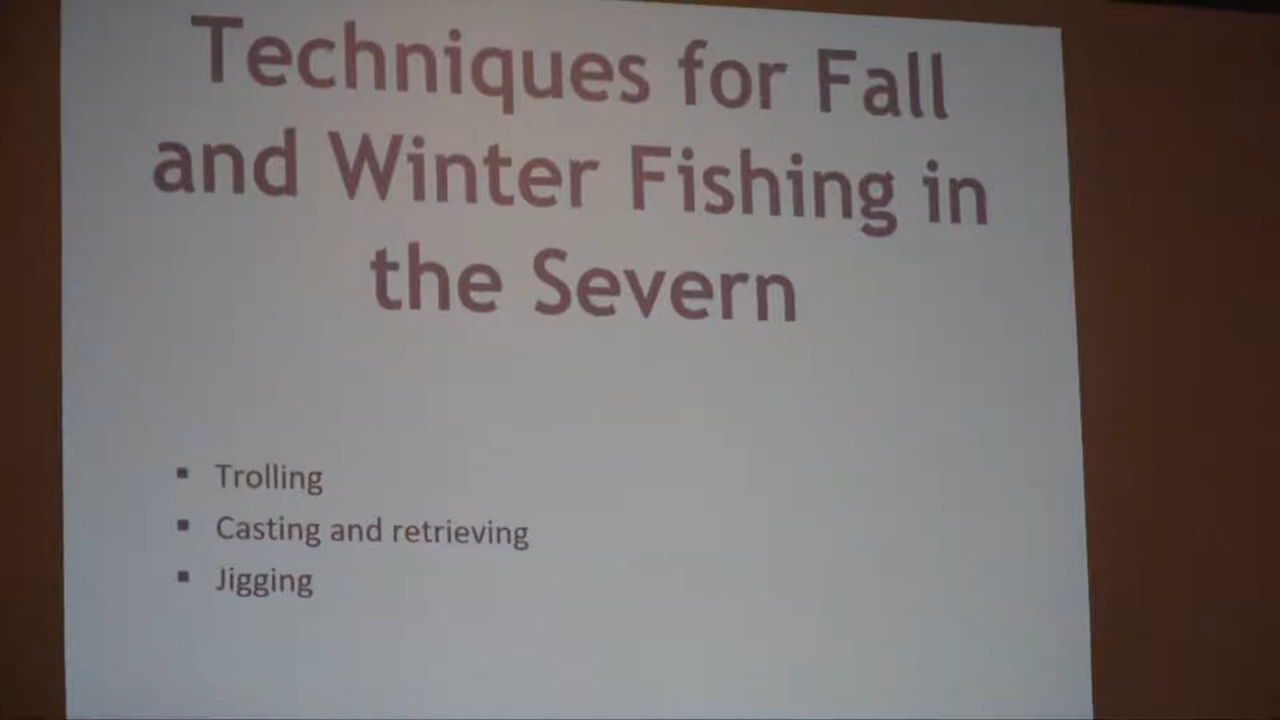 Techniques for Fall
and Winter Fishing in
the Severn
▪ Trolling
▪ Casting and retrieving
▪ Jigging